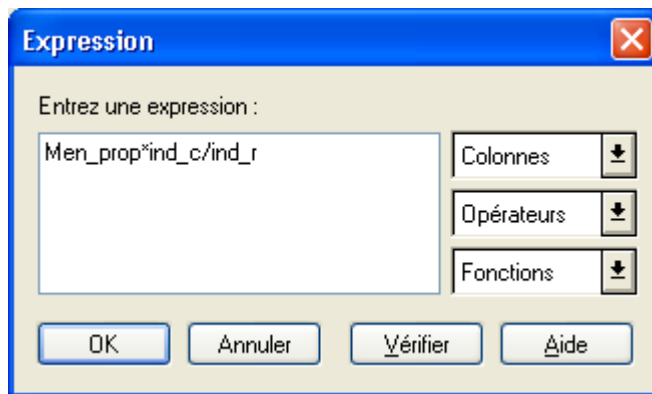 Expression
Entrez une expression :
Men_prop*ind_c/ind_r
Colonnes
Opérateurs
Fonctions
OK Annuler Vérifier Aide